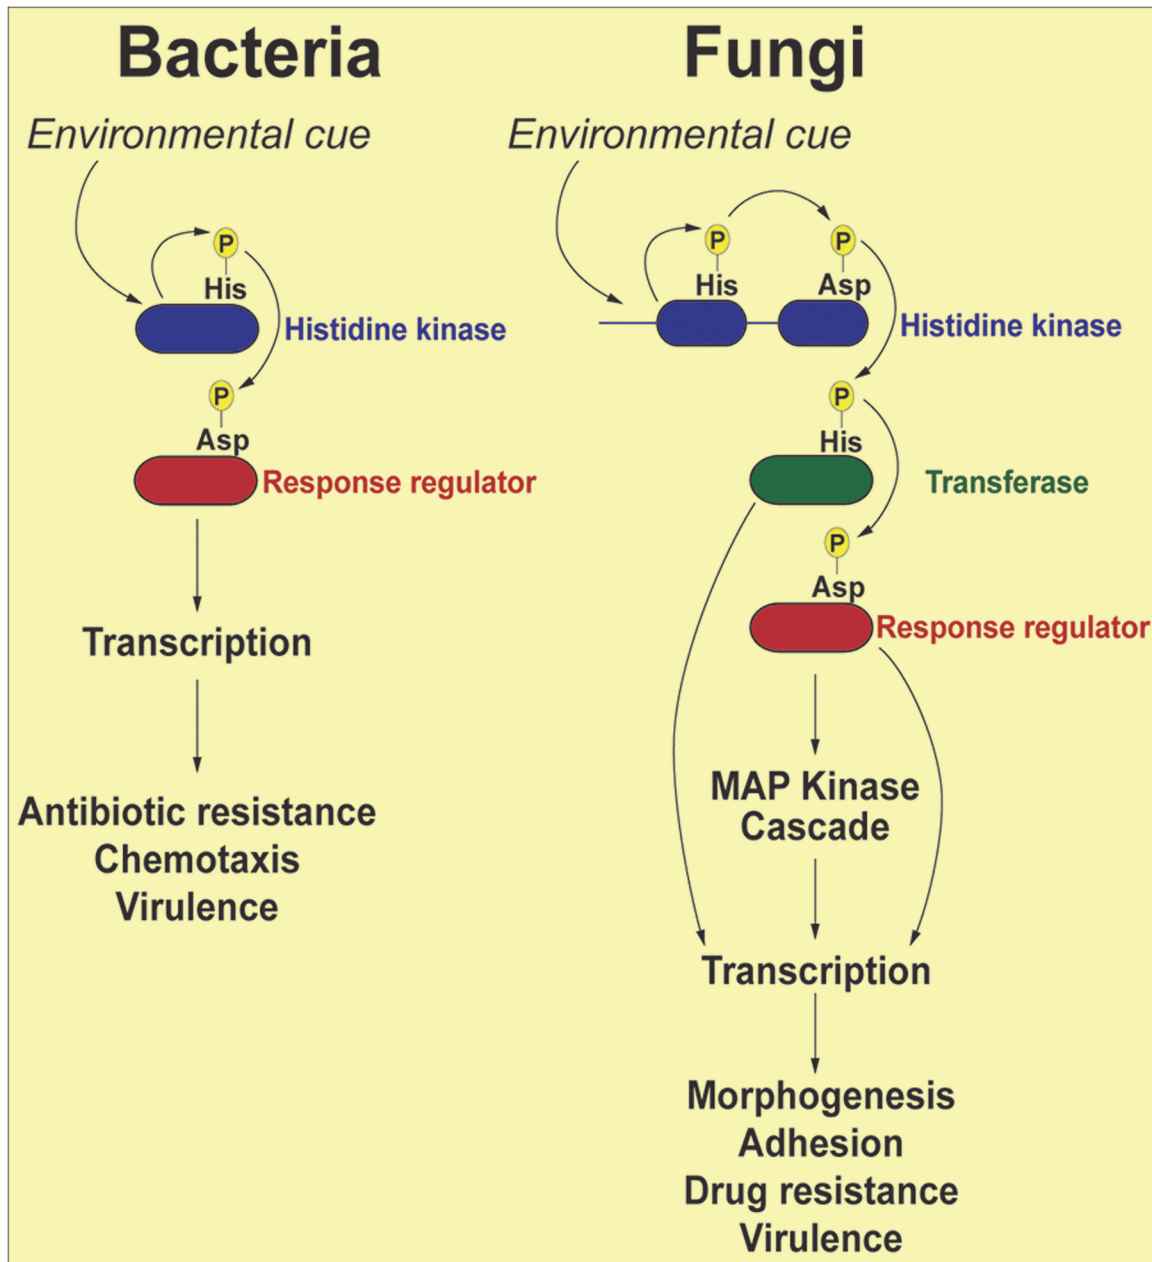 Bacteria
Environmental cue
P
His
Histidine kinase
P
Asp
Response regulator
Transcription
Antibiotic resistance
Chemotaxis
Virulence
Fungi
Environmental cue
P
P
His
Asp
Histidine kinase
P
His
Transferase
P
Asp
Response regulator
MAP Kinase
Cascade
Transcription
Morphogenesis
Adhesion
Drug resistance
Virulence